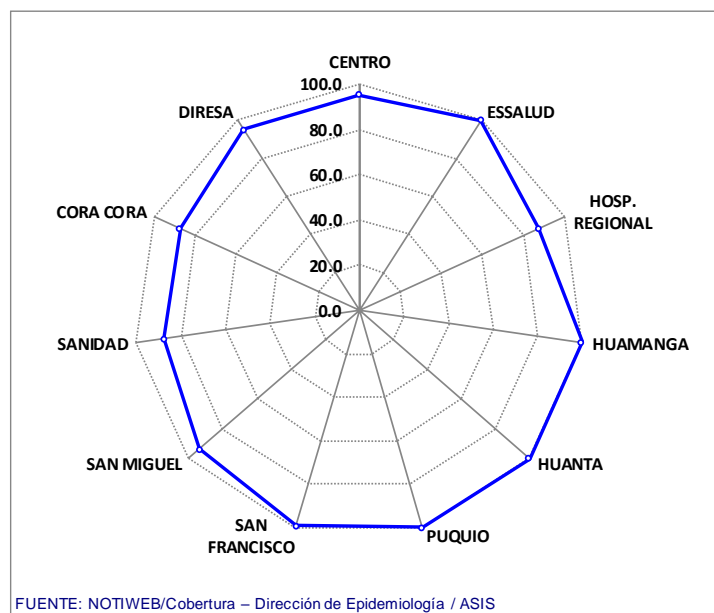 CENTRO
100.0
DIRESA
ESSALUD
80.0
60.0
CORA CORA
HOSP.
REGIONAL
40.0
20.0
0.0
SANIDAD
HUAMANGA
SAN MIGUEL
HUANTA
SAN
FRANCISCO
PUQUIO
FUENTE: NOTIWEB/Cobertura – Dirección de Epidemiología / ASIS